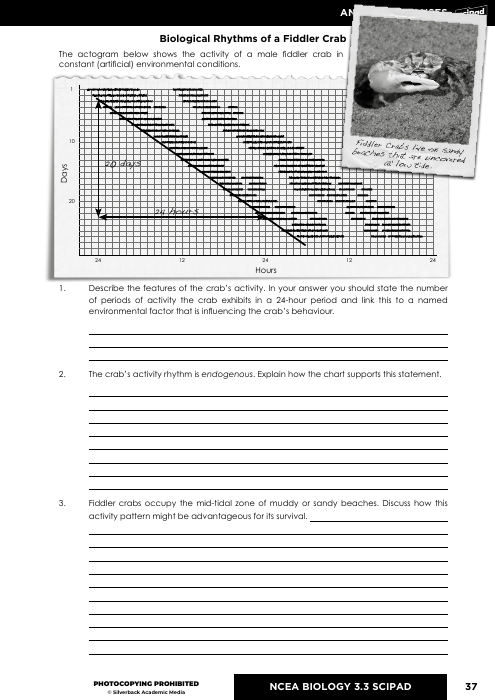 Biological Rhythms of a Fiddler Crab
The actogram below shows the activity of a male fiddler crab in
constant (artificial) environmental conditions.
scipad
Fiddler Crabs live on sandy
beaches that are uncovered
at low tide.
1
10
20
Days
20 days
24 hours
24
12
24
12
24
Hours
1. Describe the features of the crab's activity. In your answer you should state the number
of periods of activity the crab exhibits in a 24-hour period and link this to a named
environmental factor that is influencing the crab's behaviour.
2. The crab's activity rhythm is endogenous. Explain how the chart supports this statement.
3. Fiddler crabs occupy the mid-tidal zone of muddy or sandy beaches. Discuss how this
activity pattern might be advantageous for its survival.
PHOTOCOPYING PROHIBITED
© Silverback Academic Media
NCEA BIOLOGY 3.3 SCIPAD
37